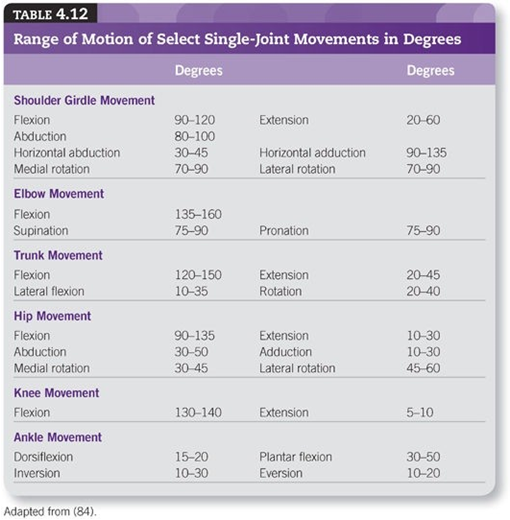 TABLE 4.12
Range of Motion of Select Single-Joint Movements in Degrees
Degrees Degrees
Shoulder Girdle Movement
Flexion 90–120 Extension 20–60
Abduction 80–100
Horizontal abduction 30–45 Horizontal adduction 90–135
Medial rotation 70–90 Lateral rotation 70–90
Elbow Movement
Flexion 135–160
Supination 75–90 Pronation 75–90
Trunk Movement
Flexion 120–150 Extension 20–45
Lateral flexion 10–35 Rotation 20–40
Hip Movement
Flexion 90–135 Extension 10–30
Abduction 30–50 Adduction 10–30
Medial rotation 30–45 Lateral rotation 45–60
Knee Movement
Flexion 130–140 Extension 5–10
Ankle Movement
Dorsiflexion 15–20 Plantar flexion 30–50
Inversion 10–30 Eversion 10–20
Adapted from (84).